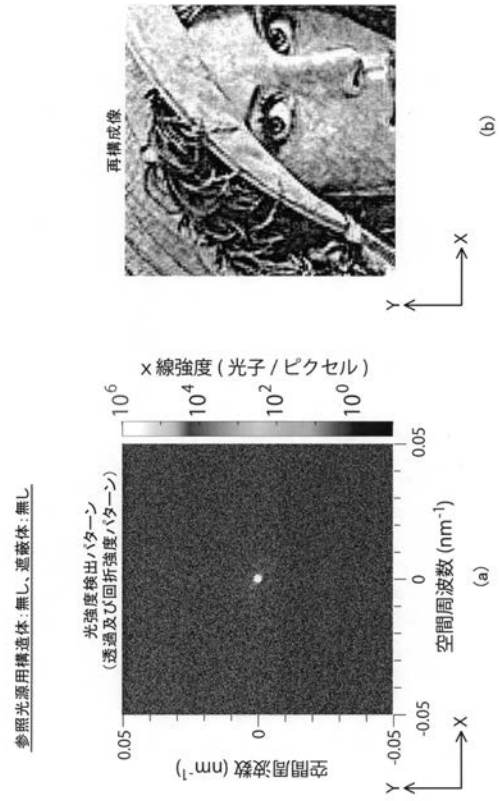 参照光源用構造体：無し、遮蔽体：無し
光強度検出パターン
（透過及び回折強度パターン）
空間周波数 (nm⁻¹)
0.05
0
-0.05
-0.05
0
0.05
空間周波数 (nm⁻¹)
10⁶
10⁴
10²
10⁰
x 線強度 ( 光子 / ピクセル )
Y
X
(a)
再構成像
Y
X
(b)